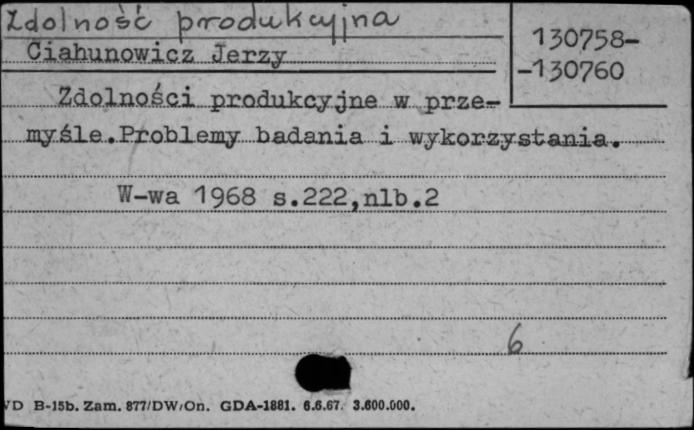 Zdolność produkcyjna
130758-
-130760
Ciahunowicz Jerzy
Zdolności produkcyjne w prze-
myśle.Problemy badania i wykorzystania.
W-wa 1968 s.222,nlb.2
6
VD B-15b. Zam. 877/DW/On. GDA-1881. 6.6.67. 3.600.000.